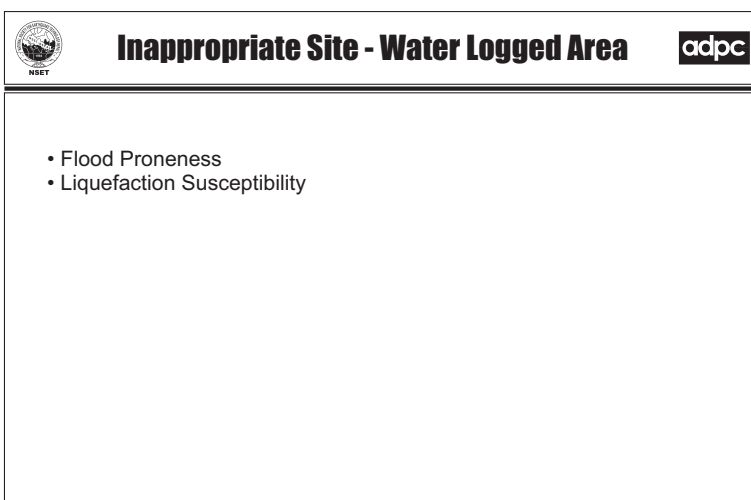 Inappropriate Site - Water Logged Area
adpc
NSET
• Flood Proneness
• Liquefaction Susceptibility